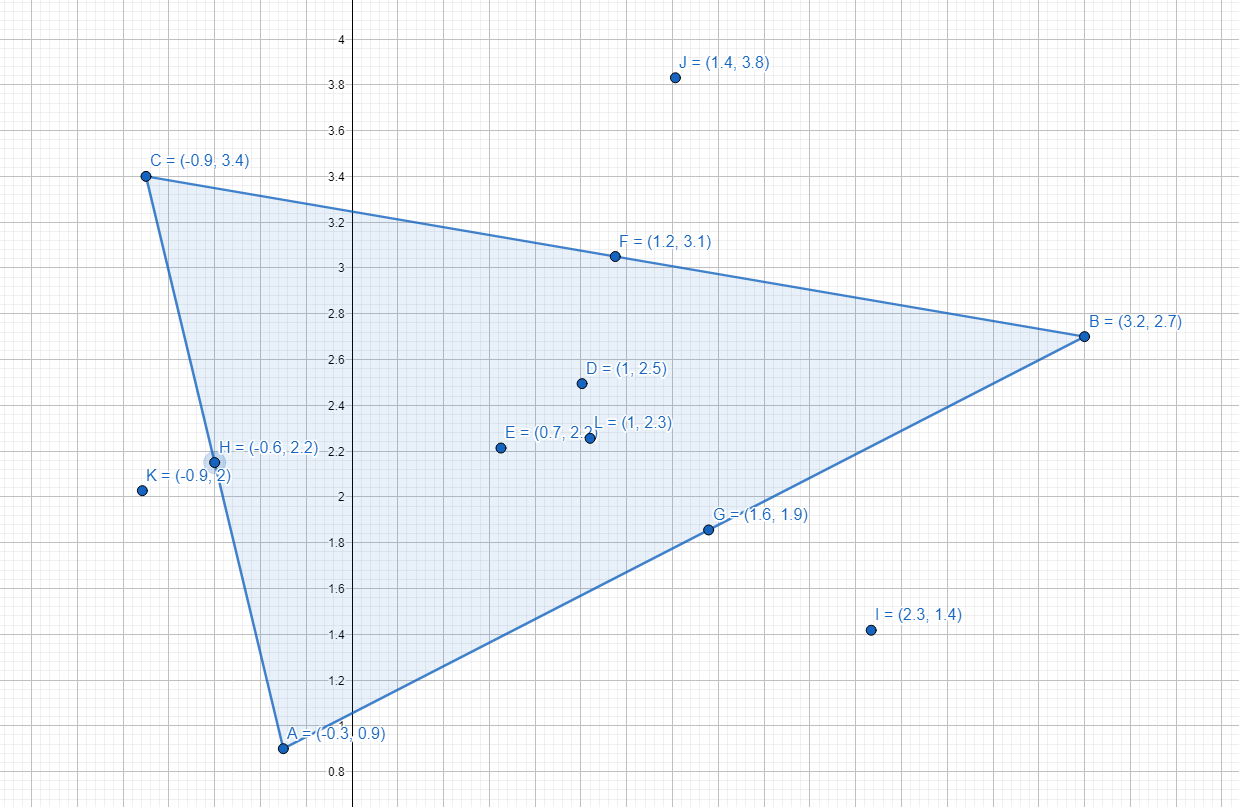 4
J = (1.4, 3.8)
3.8
3.6
C = (-0.9, 3.4)
3.4
3.2
F = (1.2, 3.1)
3
2.8
B = (3.2, 2.7)
2.6
D = (1, 2.5)
2.4
L = (1, 2.3)
E = (0.7, 2.2)
H = (-0.6, 2.2)
2.2
K = (-0.9, 2)
2
G = (1.6, 1.9)
1.8
1.6
I = (2.3, 1.4)
1.4
1.2
1
A = (-0.3, 0.9)
0.8